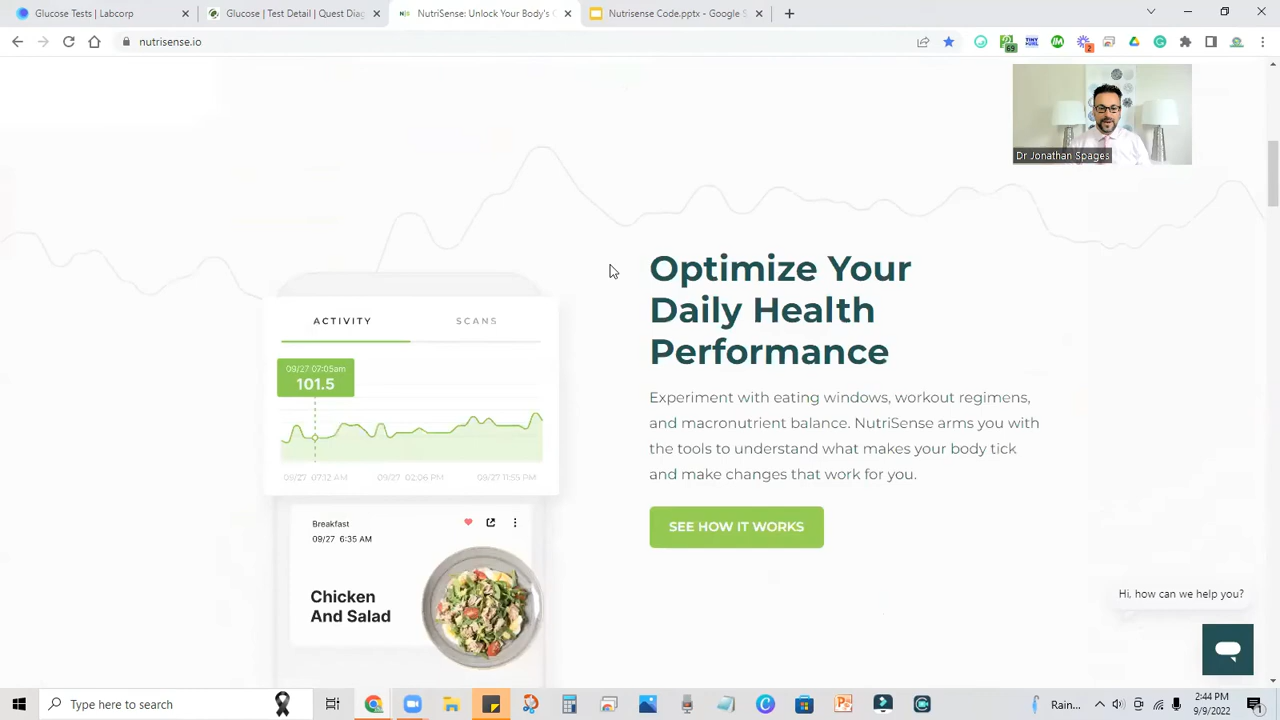 Glucose Tests | Labcorp
Glucose | Test Detail | Quest Diag
NutriSense: Unlock Your Body's
Nutrisense Code.pptx - Google S
nutrisense.io
69
2
Dr Jonathan Spages
Optimize Your
Daily Health
Performance
ACTIVITY SCANS
09/27 07:05am
101.5
Experiment with eating windows, workout regimens,
and macronutrient balance. NutriSense arms you with
the tools to understand what makes your body tick
and make changes that work for you.
09/27 07:12 AM 09/27 02:06 PM 09/27 11:55 PM
SEE HOW IT WORKS
Breakfast
09/27 6:35 AM
Chicken
And Salad
Hi, how can we help you?
Type here to search
Rain...
2:44 PM
9/9/2022
1